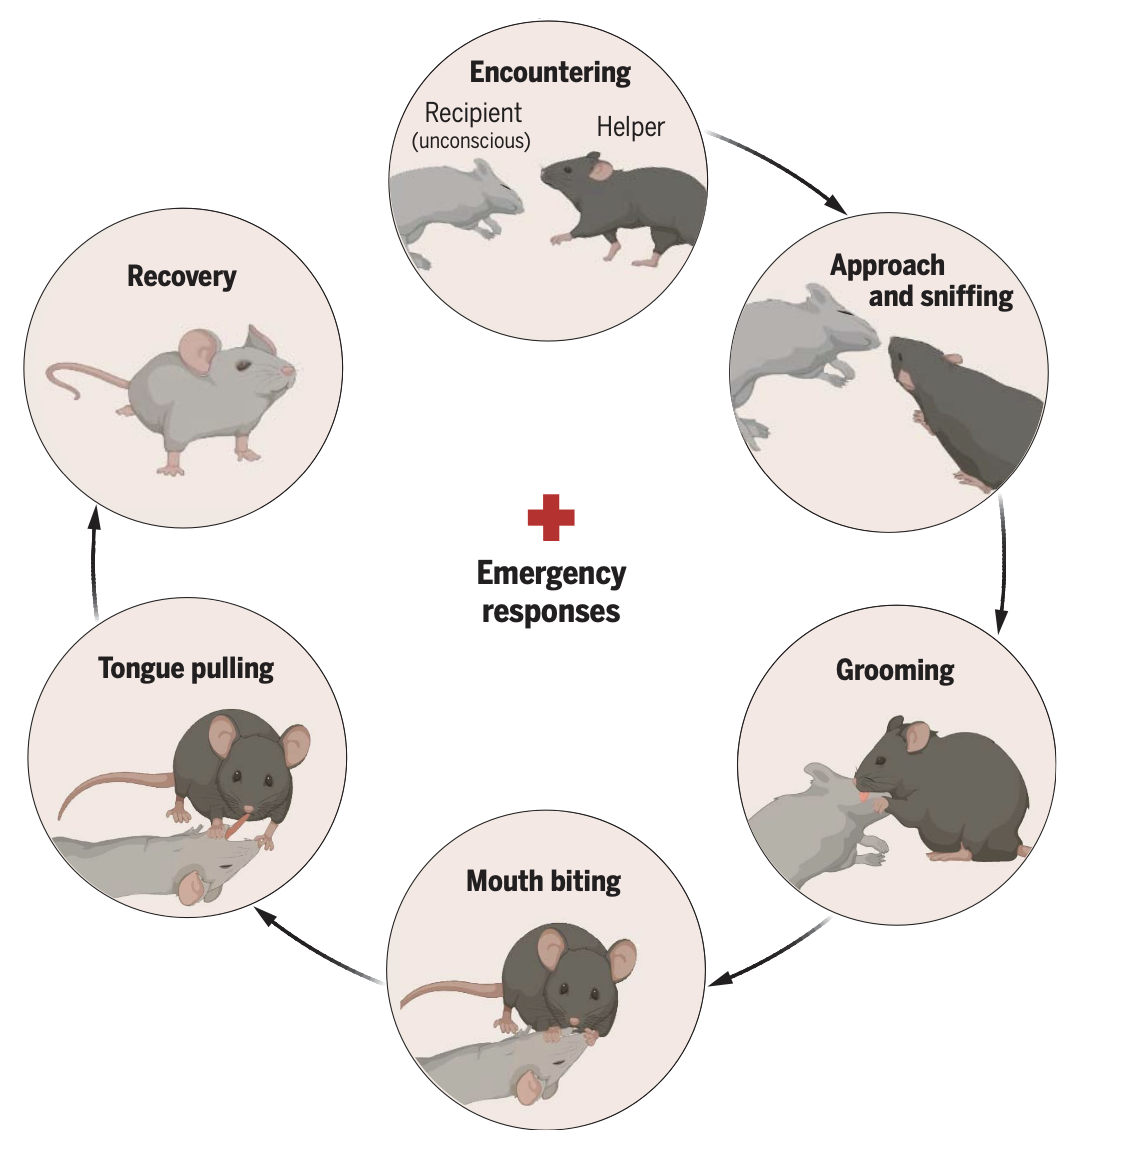 Encountering
Recipient
(unconscious)
Helper
Approach
and sniffing
Grooming
Mouth biting
Tongue pulling
Recovery
Emergency
responses